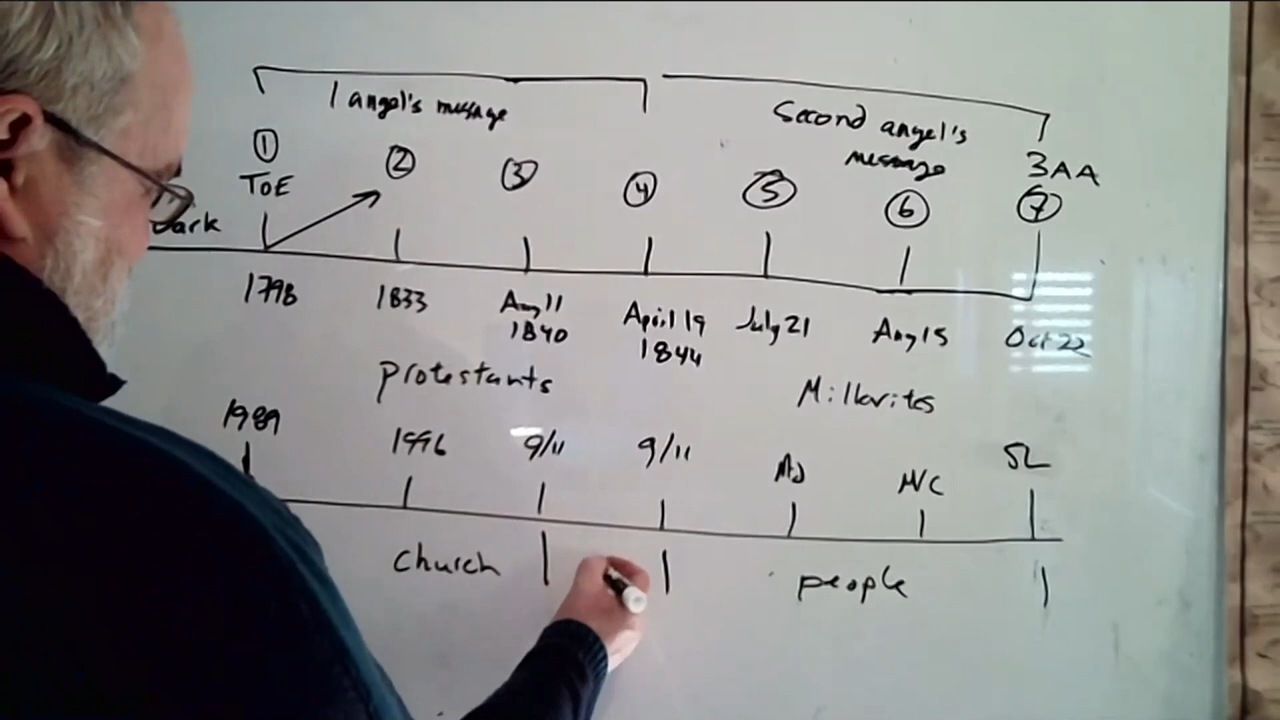 1 angel's message
Second angel's
message
① ② ③ ④ ⑤ ⑥ 3AA
TOE ⑦
Dark
1798 1833 Aug 11 April 19 July 21 Aug 15 Oct 22
1840 1844
Protestants Millerites
1989 1996 9/11 9/11 MC SL
church people